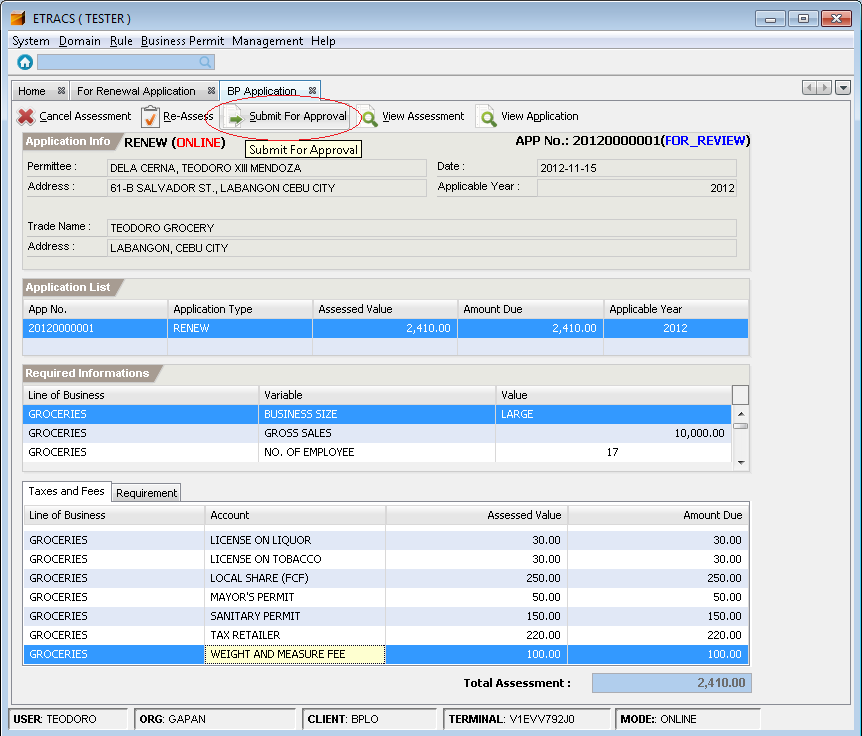 ETRACS ( TESTER )
System Domain Rule Business Permit Management Help
Home For Renewal Application BP Application
Cancel Assessment Re-Assess Submit For Approval View Assessment View Application
Submit For Approval
Application Info RENEW (ONLINE) APP No.: 20120000001(FOR_REVIEW)
Permittee : DELA CERNA, TEODORO XIII MENDOZA Date : 2012-11-15
Address : 61-B SALVADOR ST., LABANGON CEBU CITY Applicable Year : 2012
Trade Name : TEODORO GROCERY
Address : LABANGON, CEBU CITY
Application List
App No. Application Type Assessed Value Amount Due Applicable Year
20120000001 RENEW 2,410.00 2,410.00 2012
Required Informations
Line of Business Variable Value
GROCERIES BUSINESS SIZE LARGE
GROCERIES GROSS SALES 10,000.00
GROCERIES NO. OF EMPLOYEE 17
Taxes and Fees Requirement
Line of Business Account Assessed Value Amount Due
GROCERIES LICENSE ON LIQUOR 30.00 30.00
GROCERIES LICENSE ON TOBACCO 30.00 30.00
GROCERIES LOCAL SHARE (FCF) 250.00 250.00
GROCERIES MAYOR'S PERMIT 50.00 50.00
GROCERIES SANITARY PERMIT 150.00 150.00
GROCERIES TAX RETAILER 220.00 220.00
GROCERIES WEIGHT AND MEASURE FEE 100.00 100.00
Total Assessment : 2,410.00
USER: TEODORO ORG: GAPAN CLIENT: BPLO TERMINAL: V1EVV792J0 MODE:: ONLINE